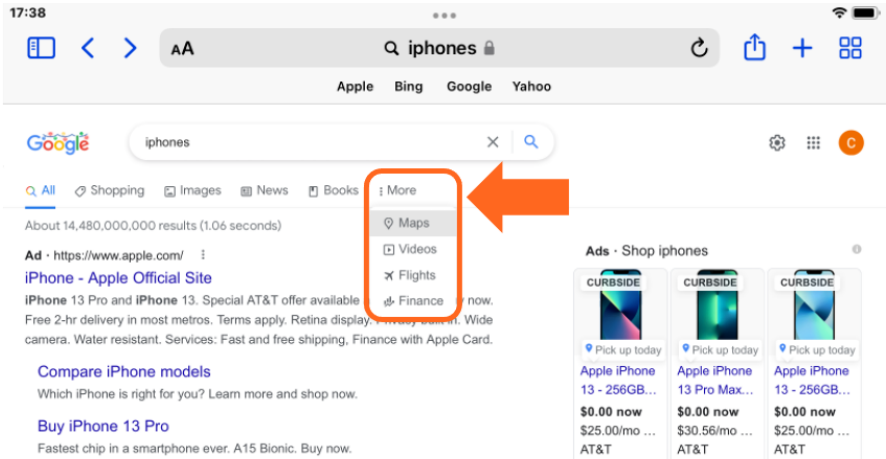 17:38
AA iphones
Apple Bing Google Yahoo
Google iphones C
All Shopping Images News Books More
Maps
Videos
Flights
Finance
About 14,480,000,000 results (1.06 seconds)
Ad · https://www.apple.com/
iPhone - Apple Official Site
iPhone 13 Pro and iPhone 13. Special AT&T offer available y now.
Free 2-hr delivery in most metros. Terms apply. Retina display. Wide
camera. Water resistant. Services: Fast and free shipping, Finance with Apple Card.
Compare iPhone models
Which iPhone is right for you? Learn more and shop now.
Buy iPhone 13 Pro
Fastest chip in a smartphone ever. A15 Bionic. Buy now.
Ads · Shop iphones
CURBSIDE CURBSIDE CURBSIDE
Pick up today Pick up today Pick up today
Apple iPhone Apple iPhone Apple iPhone
13 - 256GB... 13 Pro Max... 13 - 256GB...
$0.00 now $0.00 now $0.00 now
$25.00/mo ... $30.56/mo ... $25.00/mo ...
AT&T AT&T AT&T